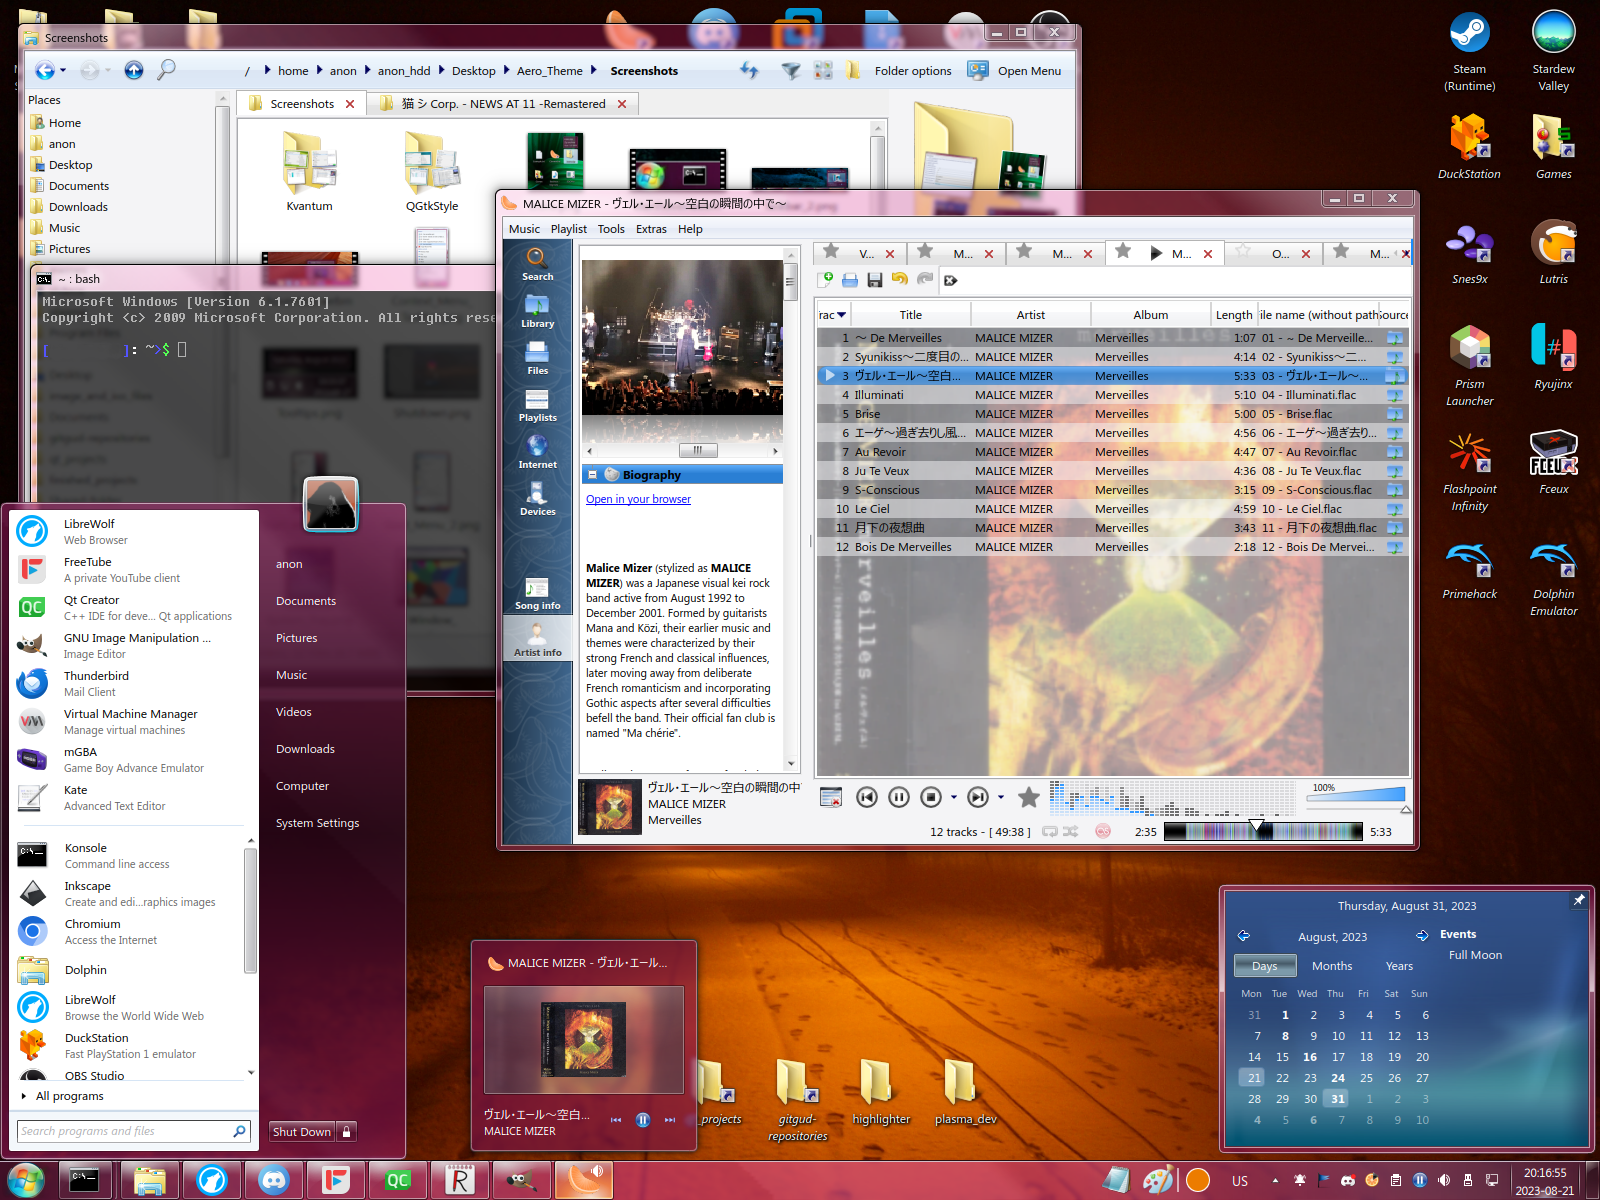 Screenshots
/ home anon anon_hdd Desktop Aero_Theme Screenshots
Folder options
Open Menu
Places
Home
anon
Desktop
Documents
Downloads
Music
Pictures
Screenshots
猫 シ Corp. - NEWS AT 11 -Remastered
Kvantum
QGtkStyle
~ : bash
Microsoft Windows [Version 6.1.7601]
Copyright <c> 2009 Microsoft Corporation. All rights rese
[ ]: ~>$
MALICE MIZER - ヴェル・エール〜空白の瞬間の中で〜
Music Playlist Tools Extras Help
Search
Library
Files
Playlists
Internet
Devices
Song info
Artist info
Biography
Open in your browser
Malice Mizer (stylized as MALICE
MIZER) was a Japanese visual kei rock
band active from August 1992 to
December 2001. Formed by guitarists
Mana and Közi, their earlier music and
themes were characterized by their
strong French and classical influences,
later moving away from deliberate
French romanticism and incorporating
Gothic aspects after several difficulties
befell the band. Their official fan club is
named "Ma chérie".
V... M... M... M... O... M...
rac Title Artist Album Length ile name (without path Source
1 ～ De Merveilles MALICE MIZER Merveilles 1:07 01 - ~ De Merveille...
2 Syunikiss～二度目の... MALICE MIZER Merveilles 4:14 02 - Syunikiss～二...
3 ヴェル・エール～空白... MALICE MIZER Merveilles 5:33 03 - ヴェル・エール～...
4 Illuminati MALICE MIZER Merveilles 5:10 04 - Illuminati.flac
5 Brise MALICE MIZER Merveilles 5:00 05 - Brise.flac
6 エーゲ～過ぎ去りし風... MALICE MIZER Merveilles 4:56 06 - エーゲ～過ぎ去り...
7 Au Revoir MALICE MIZER Merveilles 4:47 07 - Au Revoir.flac
8 Ju Te Veux MALICE MIZER Merveilles 4:36 08 - Ju Te Veux.flac
9 S-Conscious MALICE MIZER Merveilles 3:15 09 - S-Conscious.flac
10 Le Ciel MALICE MIZER Merveilles 4:59 10 - Le Ciel.flac
11 月下の夜想曲 MALICE MIZER Merveilles 3:43 11 - 月下の夜想曲.flac
12 Bois De Merveilles MALICE MIZER Merveilles 2:18 12 - Bois De Mervei...
ヴェル・エール～空白の瞬間の中
MALICE MIZER
Merveilles
100%
12 tracks - [ 49:38 ]
2:35
5:33
Steam
(Runtime)
Stardew
Valley
DuckStation
Games
Snes9x
Lutris
Prism
Launcher
Ryujinx
Flashpoint
Infinity
FCEUX
Fceux
Primehack
Dolphin
Emulator
LibreWolf
Web Browser
FreeTube
A private YouTube client
Qt Creator
C++ IDE for deve... Qt applications
GNU Image Manipulation ...
Image Editor
Thunderbird
Mail Client
Virtual Machine Manager
Manage virtual machines
mGBA
Game Boy Advance Emulator
Kate
Advanced Text Editor
Konsole
Command line access
Inkscape
Create and edi...raphics images
Chromium
Access the Internet
Dolphin
LibreWolf
Browse the World Wide Web
DuckStation
Fast PlayStation 1 emulator
OBS Studio
All programs
Search programs and files
anon
Documents
Pictures
Music
Videos
Downloads
Computer
System Settings
Shut Down
MALICE MIZER - ヴェル・エール...
ヴェル・エール～空白...
MALICE MIZER
_projects
gitgud-
repositories
highlighter
plasma_dev
Thursday, August 31, 2023
August, 2023
Days Months Years
Events
Full Moon
Mon Tue Wed Thu Fri Sat Sun
31 1 2 3 4 5 6
7 8 9 10 11 12 13
14 15 16 17 18 19 20
21 22 23 24 25 26 27
28 29 30 31 1 2 3
4 5 6 7 8 9 10
US
20:16:55
2023-08-21